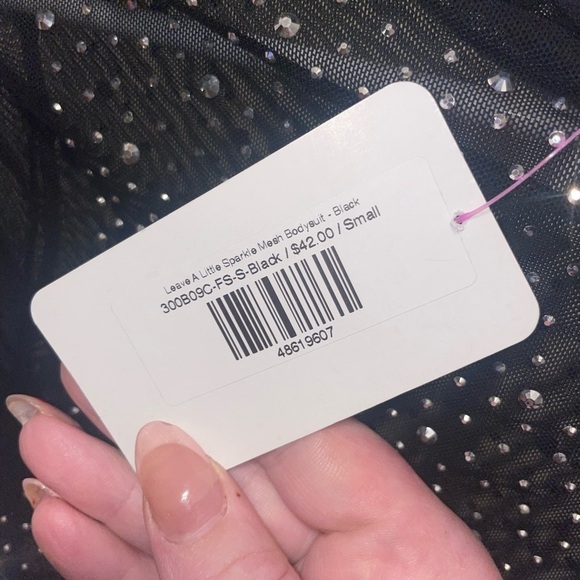 Leave A Little Sparkle Mesh Bodysuit - Black
300B09C-FS-S-Black / $42.00 / Small
48619607